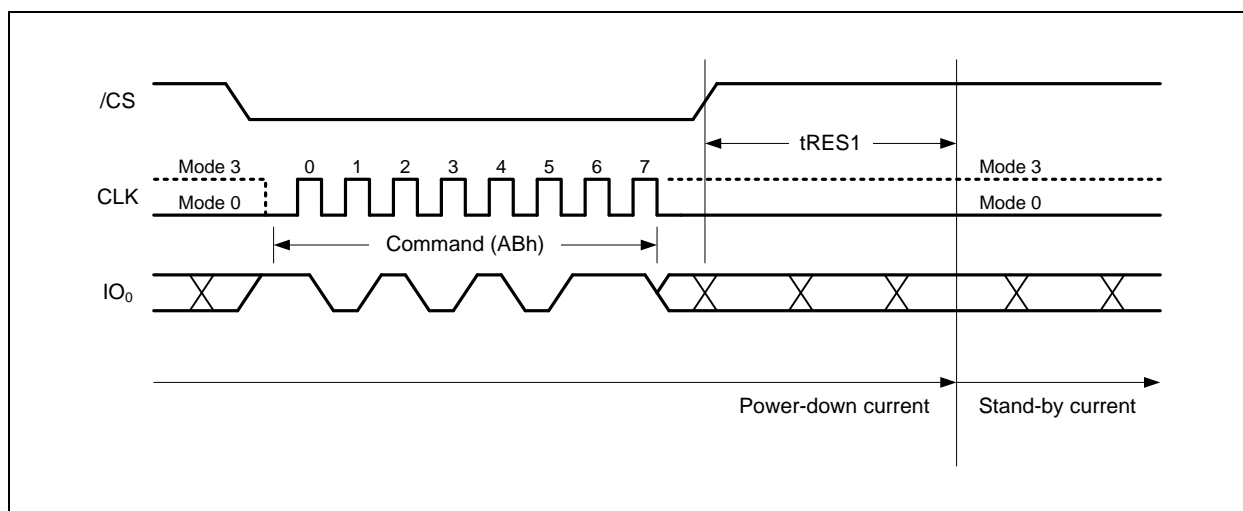 /CS
tRES1
Mode 3 0 1 2 3 4 5 6 7 Mode 3
CLK
Mode 0 Mode 0
Command (ABh)
IO₀
Power-down current Stand-by current